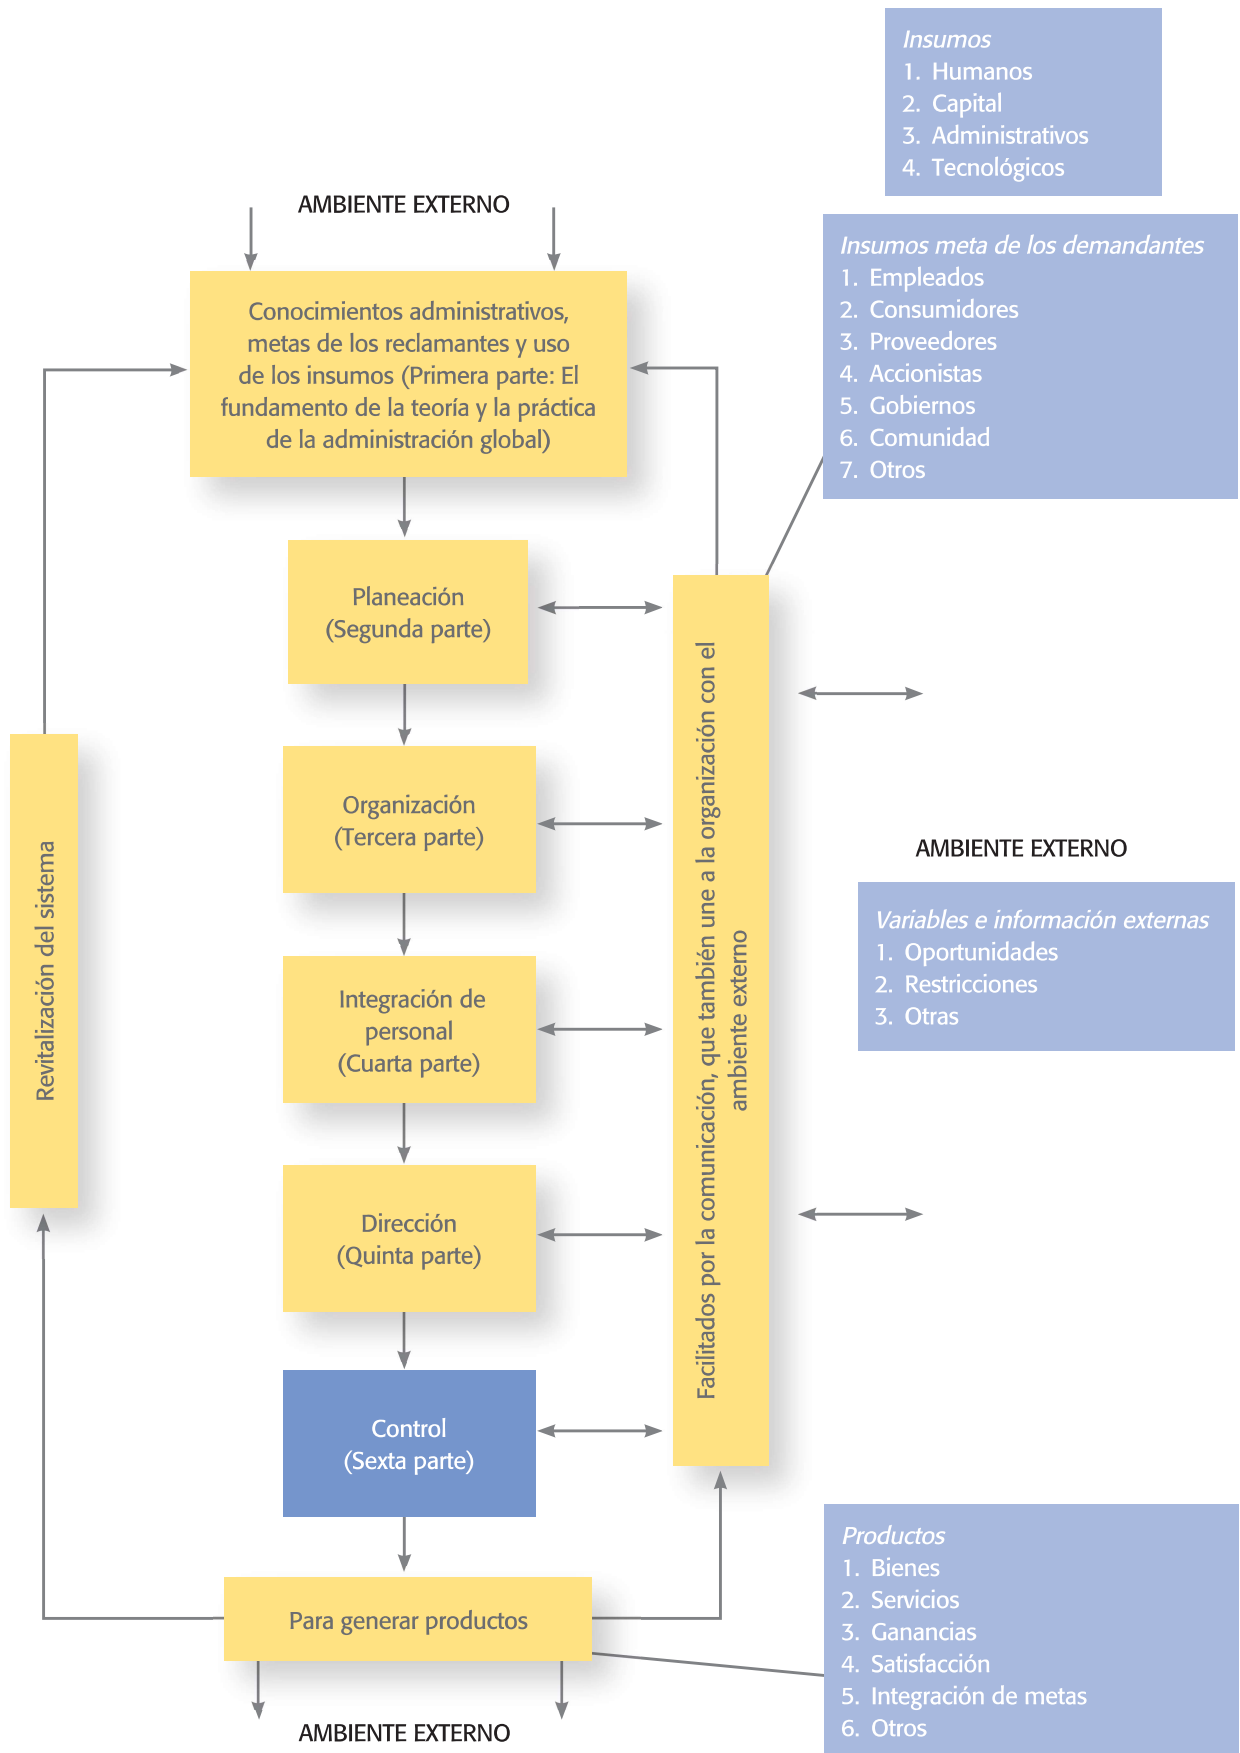 Insumos
1. Humanos
2. Capital
3. Administrativos
4. Tecnológicos
AMBIENTE EXTERNO
Insumos meta de los demandantes
1. Empleados
2. Consumidores
3. Proveedores
4. Accionistas
5. Gobiernos
6. Comunidad
7. Otros
Conocimientos administrativos,
metas de los reclamantes y uso
de los insumos (Primera parte: El
fundamento de la teoría y la práctica
de la administración global)
Planeación
(Segunda parte)
Organización
(Tercera parte)
Integración de
personal
(Cuarta parte)
Dirección
(Quinta parte)
Control
(Sexta parte)
Para generar productos
AMBIENTE EXTERNO
Revitalización del sistema
Facilitados por la comunicación, que también une a la organización con el
ambiente externo
AMBIENTE EXTERNO
Variables e información externas
1. Oportunidades
2. Restricciones
3. Otras
Productos
1. Bienes
2. Servicios
3. Ganancias
4. Satisfacción
5. Integración de metas
6. Otros